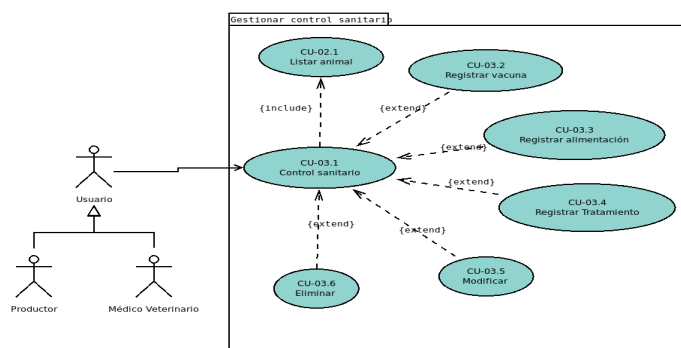 Gestionar control sanitario
CU-02.1
Listar animal
CU-03.2
Registrar vacuna
{include}
{extend}
CU-03.3
Registrar alimentación
{extend}
CU-03.1
Control sanitario
{extend}
Usuario
CU-03.4
Registrar Tratamiento
{extend}
{extend}
CU-03.5
Modificar
CU-03.6
Eliminar
Productor
Médico Veterinario